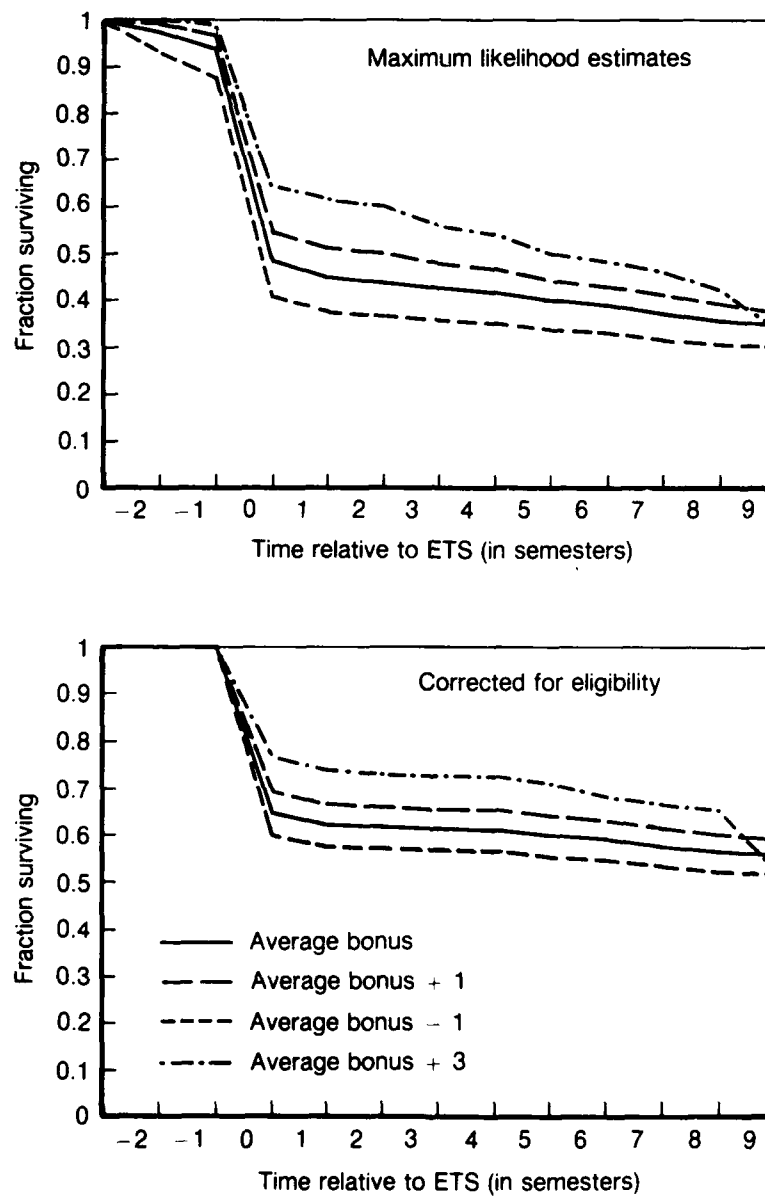 Maximum likelihood estimates
1
0.9
0.8
0.7
0.6
0.5
0.4
0.3
0.2
0.1
0
Fraction surviving
−2 −1 0 1 2 3 4 5 6 7 8 9
Time relative to ETS (in semesters)
Corrected for eligibility
1
0.9
0.8
0.7
0.6
0.5
0.4
0.3
0.2
0.1
0
Fraction surviving
Average bonus
Average bonus + 1
Average bonus − 1
Average bonus + 3
−2 −1 0 1 2 3 4 5 6 7 8 9
Time relative to ETS (in semesters)